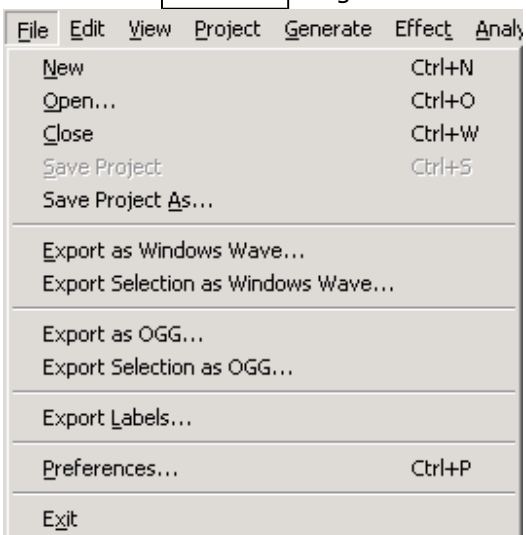 File Edit View Project Generate Effect
New Ctrl+N
Open... Ctrl+O
Close Ctrl+W
Save Project Ctrl+S
Save Project As...
Export as Windows Wave...
Export Selection as Windows Wave...
Export as OGG...
Export Selection as OGG...
Export Labels...
Preferences... Ctrl+P
Exit